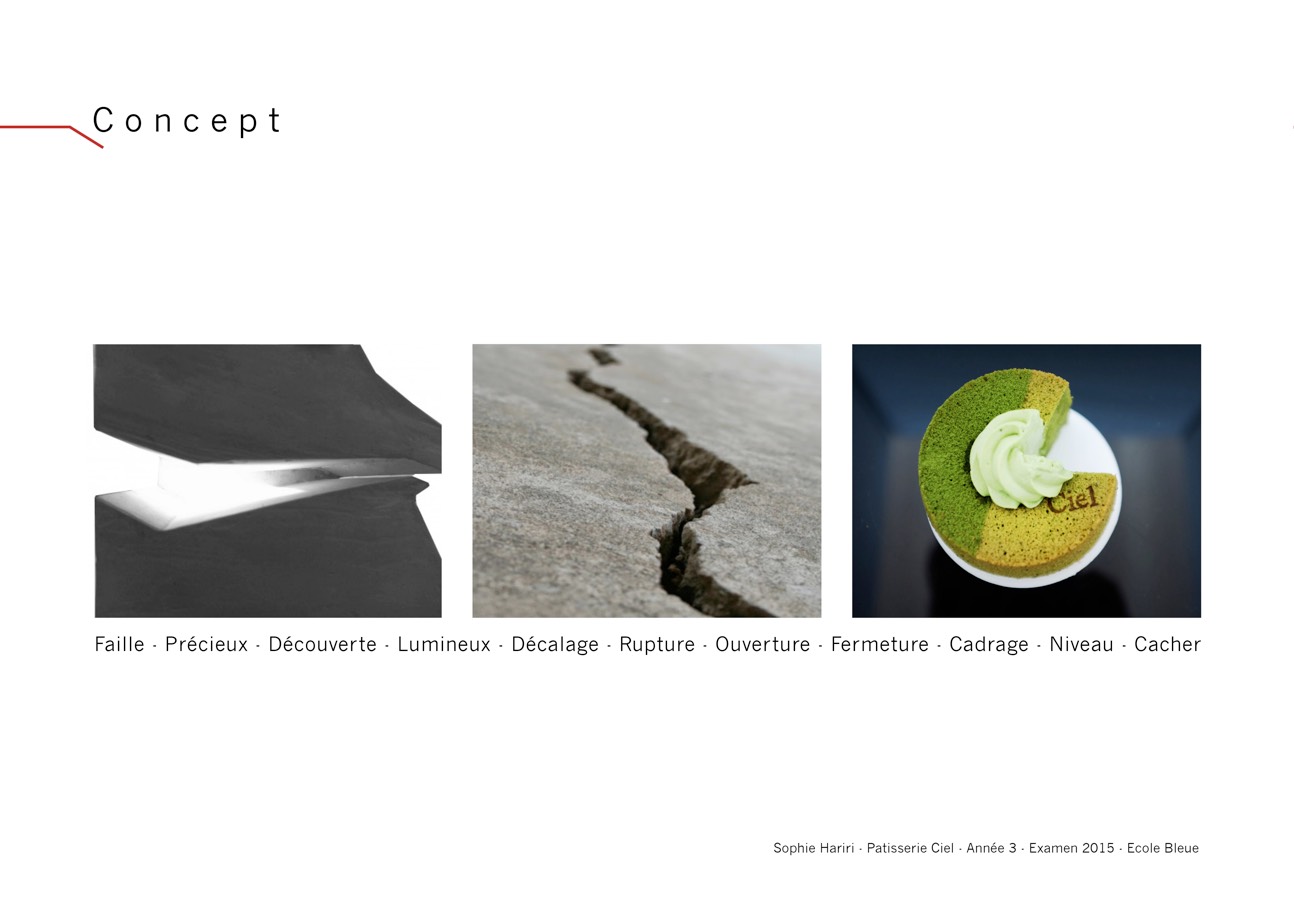 Concept
Ciel
Faille - Précieux - Découverte - Lumineux - Décalage - Rupture - Ouverture - Fermeture - Cadrage - Niveau - Cacher
Sophie Hariri - Patisserie Ciel - Année 3 - Examen 2015 - Ecole Bleue